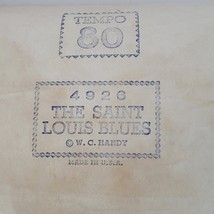 TEMPO
80
4926
THE SAINT
LOUIS BLUES
© W. C. HANDY
MADE IN U.S.A.